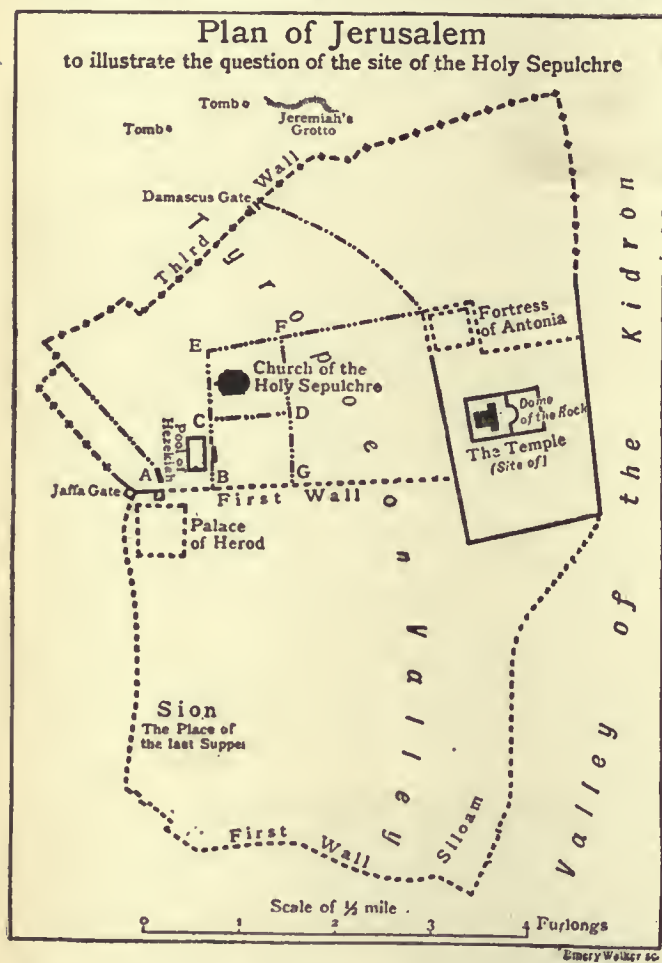 Plan of Jerusalem
to illustrate the question of the site of the Holy Sepulchre
Tomb
Tomb
Jeremiah's
Grotto
Damascus Gate
Third Wall
Tyropoeon Valley
Valley of the Kidron
Fortress
of Antonia
E
F
Church of the
Holy Sepulchre
C
D
Pool of
Hezekiah
Dome
of the Rock
The Temple
(Site of)
A
B
G
Jaffa Gate
First Wall
Palace
of Herod
Sion
The Place of
the last Supper
First Wall
Siloam
Scale of ½ mile.
0 1 2 3 4 Furlongs
Emery Walker sc.